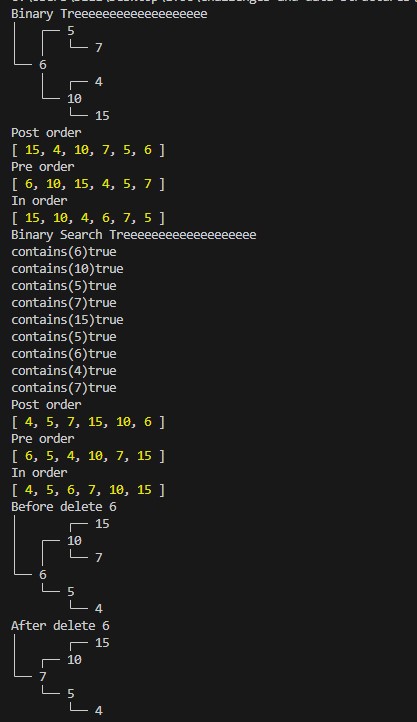 Binary Treeeeeeeeeeeeeeeeeee
5
7
6
4
10
15
Post order
[ 15, 4, 10, 7, 5, 6 ]
Pre order
[ 6, 10, 15, 4, 5, 7 ]
In order
[ 15, 10, 4, 6, 7, 5 ]
Binary Search Treeeeeeeeeeeeeeeeeee
contains(6)true
contains(10)true
contains(5)true
contains(7)true
contains(15)true
contains(5)true
contains(6)true
contains(4)true
contains(7)true
Post order
[ 4, 5, 7, 15, 10, 6 ]
Pre order
[ 6, 5, 4, 10, 7, 15 ]
In order
[ 4, 5, 6, 7, 10, 15 ]
Before delete 6
15
10
7
6
5
4
After delete 6
15
10
7
5
4